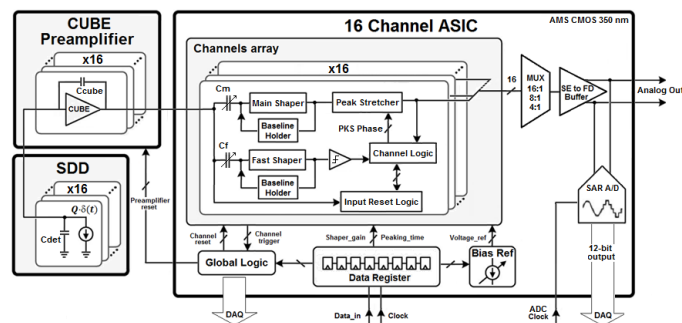 CUBE
Preamplifier
x16
Ccube
CUBE
SDD
x16
Q·δ(t)
Cdet
Preamplifier
reset
16 Channel ASIC
AMS CMOS 350 nm
Channels array
x16
Cm
Main Shaper
Peak Stretcher
Baseline
Holder
PKS Phase
Cf
Fast Shaper
Channel Logic
Baseline
Holder
Input Reset Logic
16
MUX
16:1
8:1
4:1
SE to FD
Buffer
Analog Out
SAR A/D
12-bit
output
Channel
reset
Channel
trigger
Shaper_gain
Peaking_time
Voltage_ref
Global Logic
Data Register
Bias Ref
DAQ
Data_in
Clock
ADC
Clock
DAQ